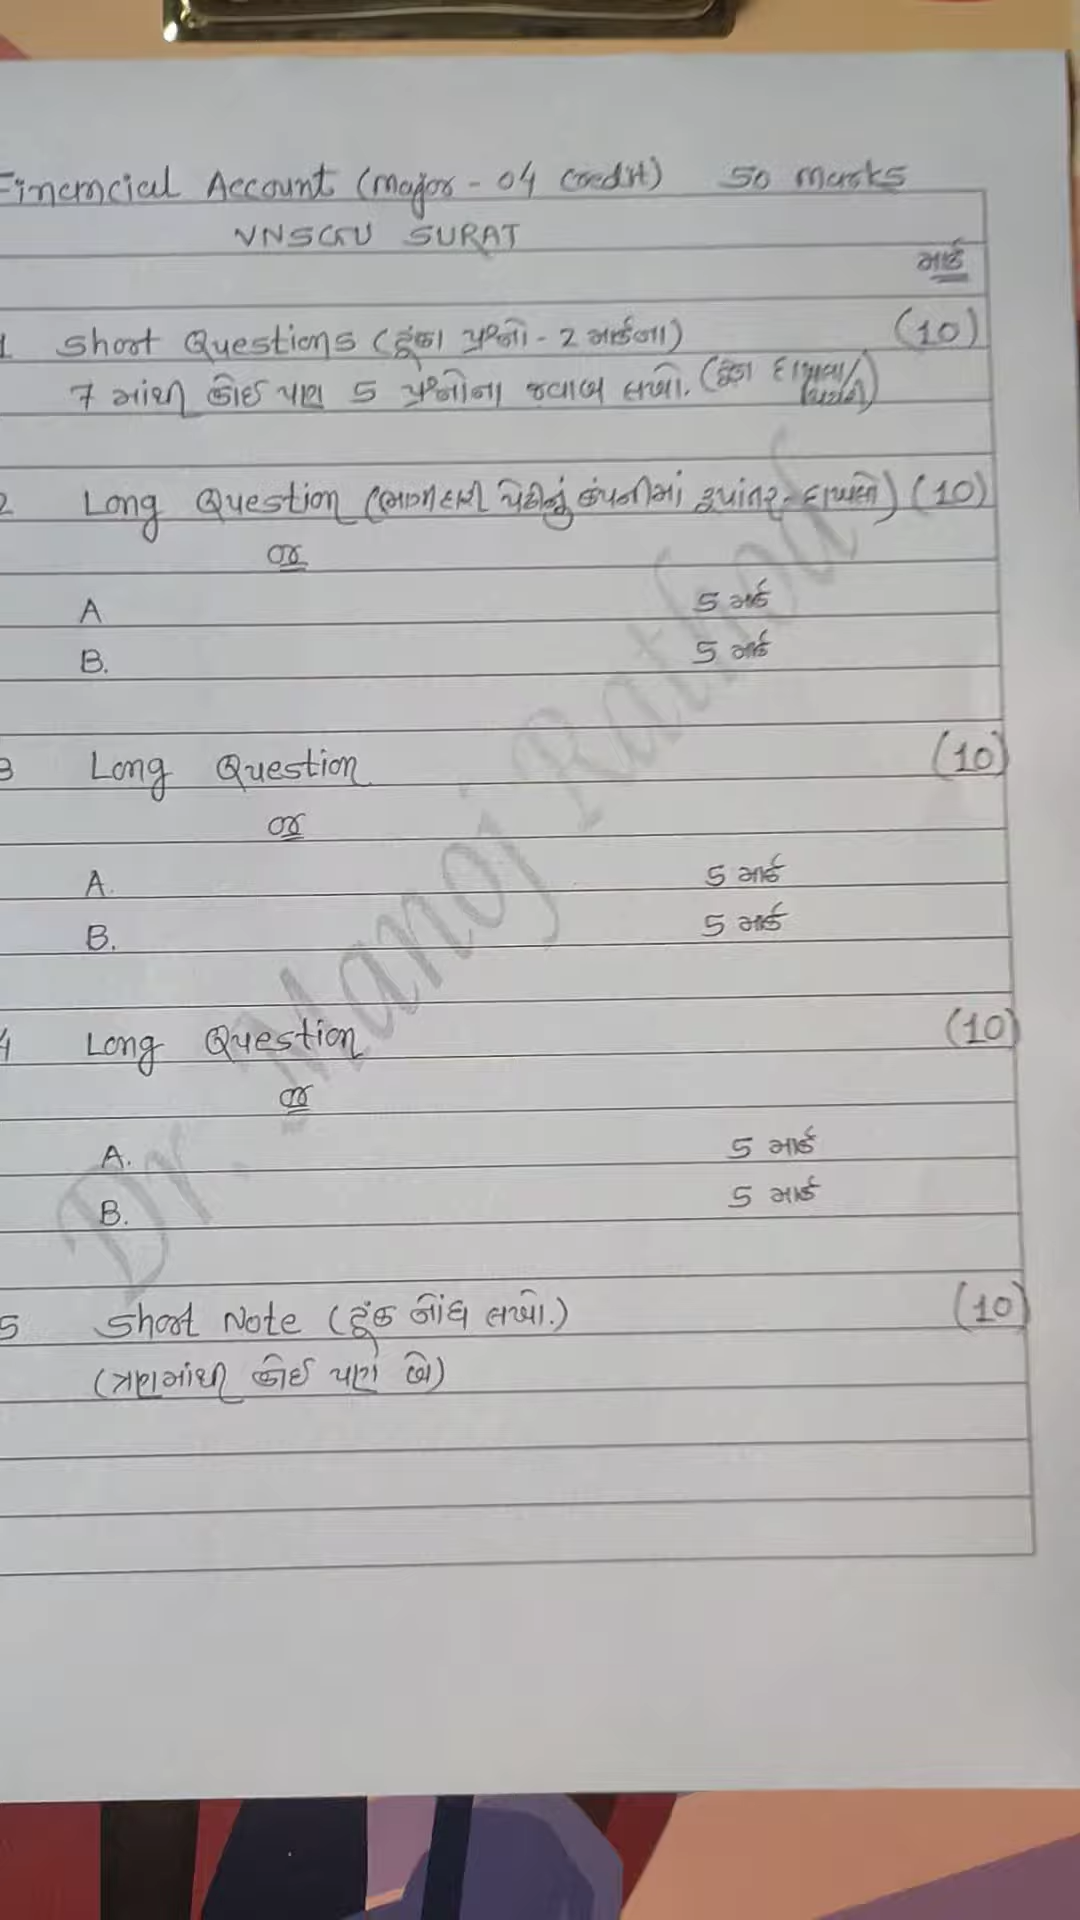 Financial Account (Major - 04 Credit) 50 Marks
VNSGU SURAT
માર્ક
1 Short Questions (ટૂંકા પ્રશ્નો - 2 માર્કના) (10)
7 માંથી કોઈ પણ 5 પ્રશ્નોના જવાબ લખો. (ટૂંકા દાખલા/
2 Long Question (ભાગીદારી પેઢીનું કંપનીમાં રૂપાંતર - દાખલો) (10)
OR
A 5 માર્ક
B. 5 માર્ક
3 Long Question (10)
OR
A. 5 માર્ક
B. 5 માર્ક
4 Long Question (10)
OR
A. 5 માર્ક
B. 5 માર્ક
5 Short Note (ટૂંક નોંધ લખો.) (10)
(ત્રણમાંથી કોઈ પણ બે)
Dr. Manoj Rathod